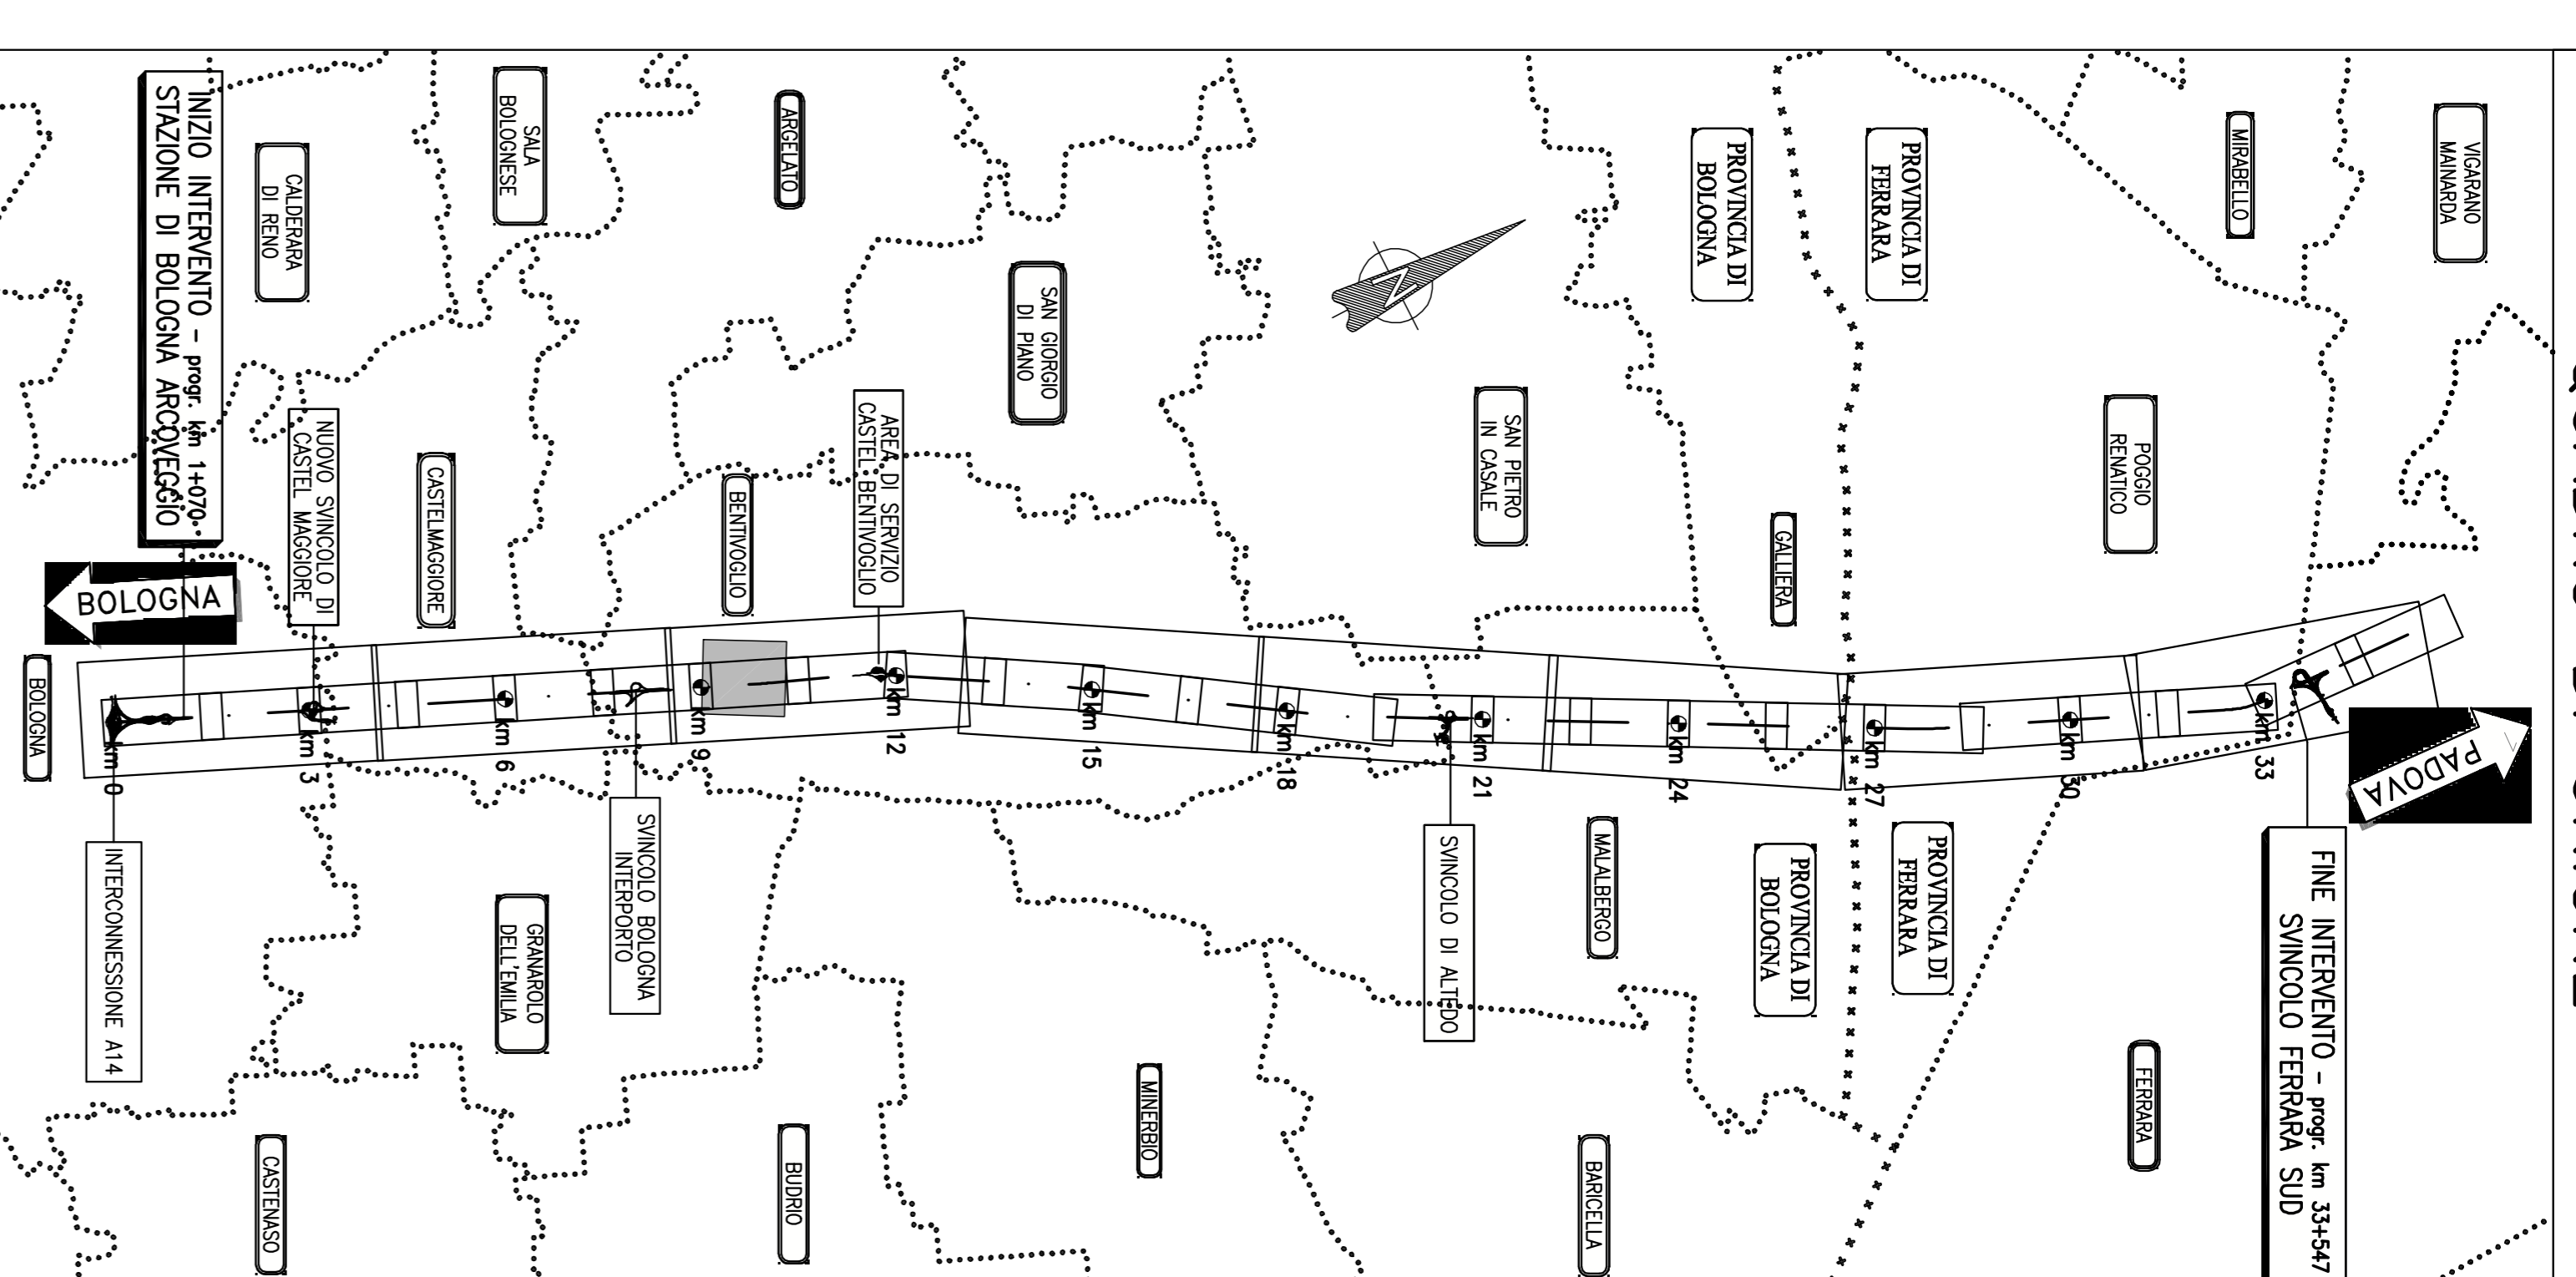 INIZIO INTERVENTO - progr. km 1+070
STAZIONE DI BOLOGNA ARCOVEGGIO
CALDERARA
DI RENO
SALA
BOLOGNESE
ARGELATO
SAN GIORGIO
DI PIANO
N
PROVINCIA DI
BOLOGNA
PROVINCIA DI
FERRARA
MIRABELLO
VIGARANO
MAINARDA
NUOVO SVINCOLO DI
CASTEL MAGGIORE
CASTELMAGGIORE
BENTIVOGLIO
AREA DI SERVIZIO
CASTEL BENTIVOGLIO
SAN PIETRO
IN CASALE
GALLIERA
POGGIO
RENATICO
BOLOGNA
BOLOGNA
km 0
km 3
km 6
km 9
km 12
km 15
km 18
km 21
km 24
km 27
km 30
km 33
PADOVA
INTERCONNESSIONE A14
GRANAROLO
DELL'EMILIA
SVINCOLO BOLOGNA
INTERPORTO
SVINCOLO DI ALTEDO
MALALBERGO
PROVINCIA DI
BOLOGNA
PROVINCIA DI
FERRARA
FINE INTERVENTO - progr. km 33+547
SVINCOLO FERRARA SUD
CASTENASO
BUDRIO
MINERBIO
BARICELLA
FERRARA